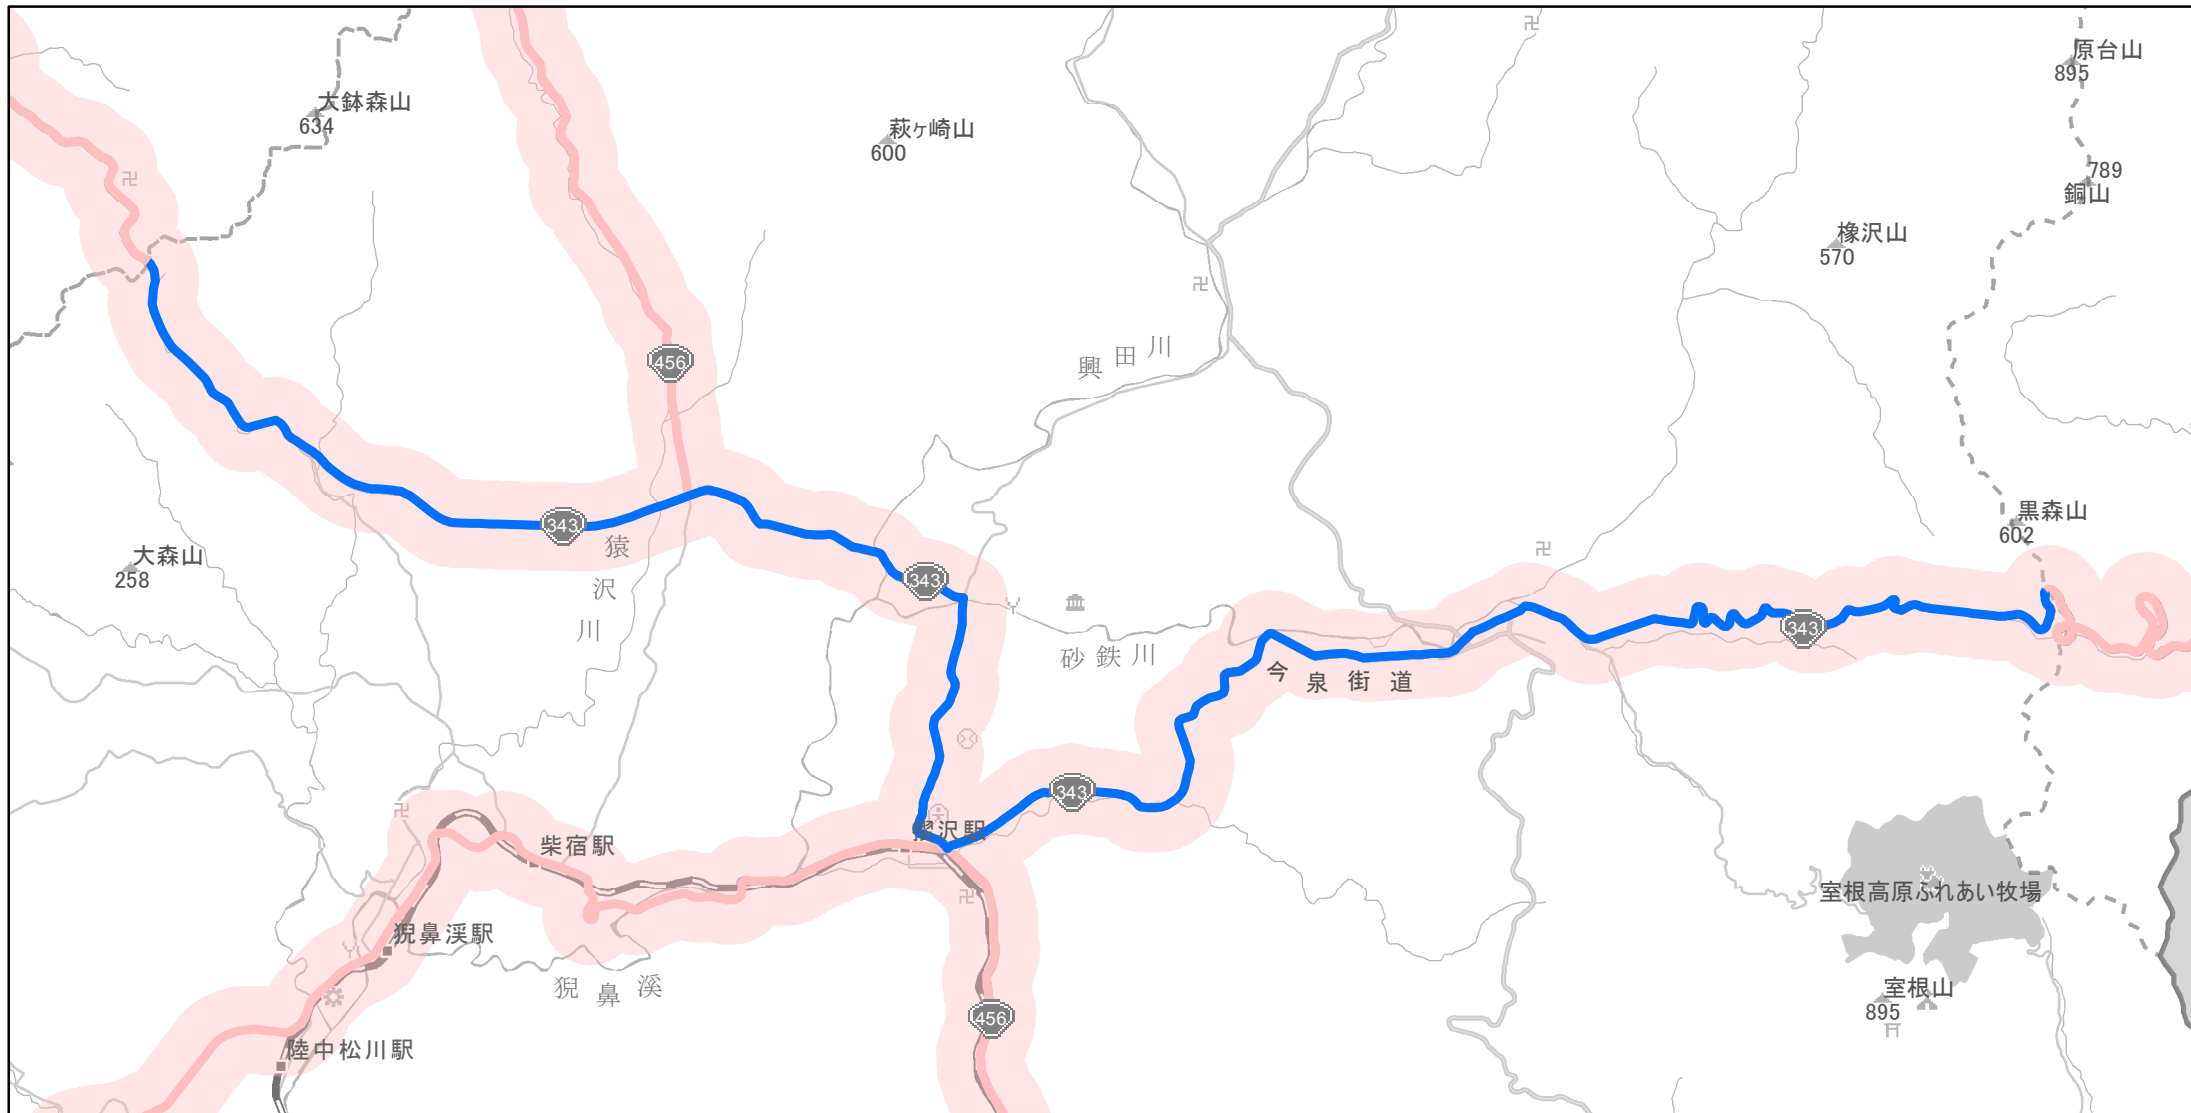 原台山
895
大鉢森山
634
萩ヶ崎山
600
789
銅山
橡沢山
570
興田川
456
黒森山
602
343
猿沢川
大森山
258
343
343
砂鉄川
今泉街道
343
摺沢駅
柴宿駅
室根高原ふれあい牧場
猊鼻渓駅
猊鼻渓
室根山
895
456
陸中松川駅